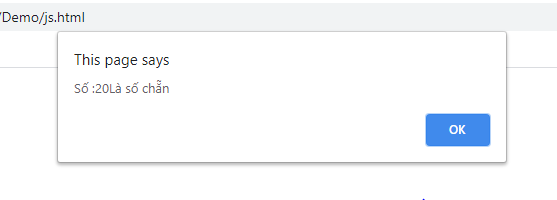 /Demo/js.html
This page says
Số :20Là số chẵn
OK